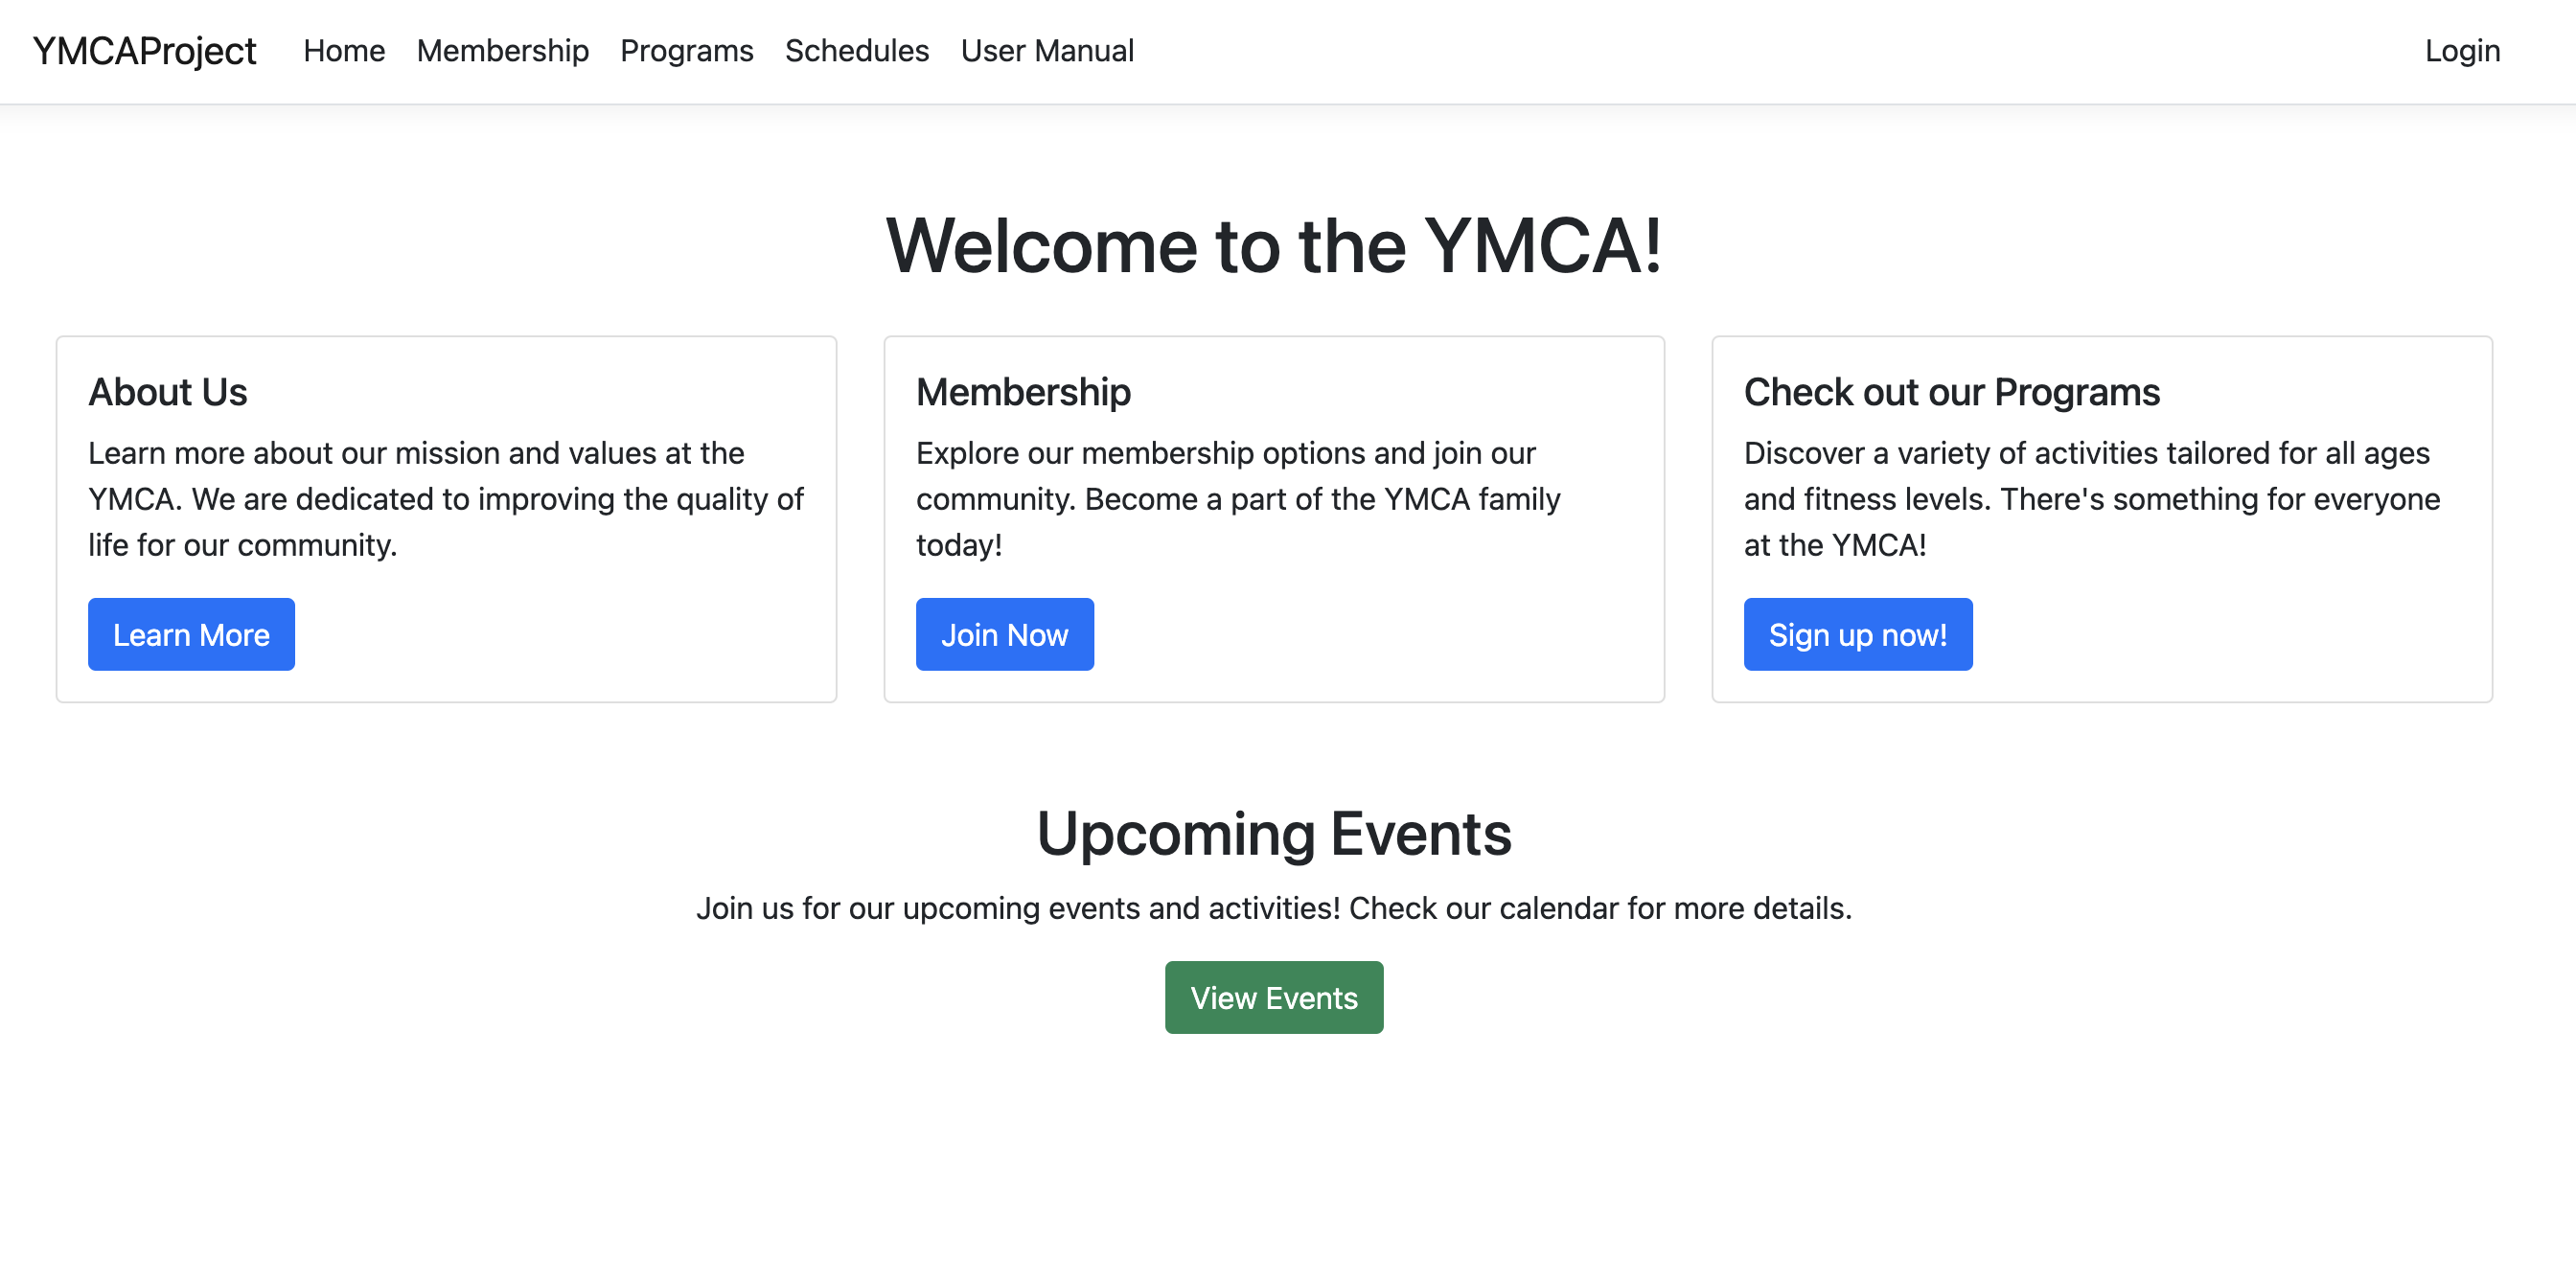 YMCAProject Home Membership Programs Schedules User Manual Login
Welcome to the YMCA!
About Us
Learn more about our mission and values at the
YMCA. We are dedicated to improving the quality of
life for our community.
Learn More
Membership
Explore our membership options and join our
community. Become a part of the YMCA family
today!
Join Now
Check out our Programs
Discover a variety of activities tailored for all ages
and fitness levels. There's something for everyone
at the YMCA!
Sign up now!
Upcoming Events
Join us for our upcoming events and activities! Check our calendar for more details.
View Events